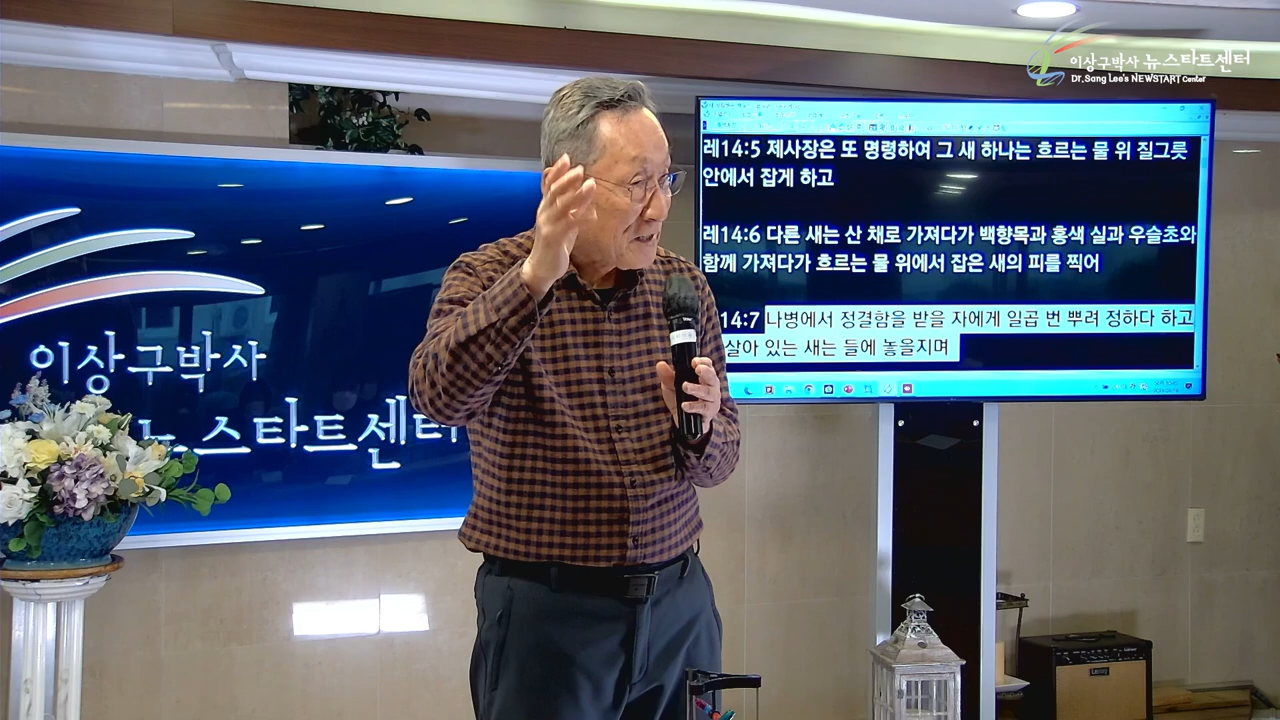 이상구박사 뉴스타트센터
Dr.Sang Lee's NEWSTART Center
레14:5 제사장은 또 명령하여 그 새 하나는 흐르는 물 위 질그릇
안에서 잡게 하고
레14:6 다른 새는 산 채로 가져다가 백향목과 홍색 실과 우슬초와
함께 가져다가 흐르는 물 위에서 잡은 새의 피를 찍어
14:7 나병에서 정결함을 받을 자에게 일곱 번 뿌려 정하다 하고
살아 있는 새는 들에 놓을지며
이상구박사
뉴스타트센터